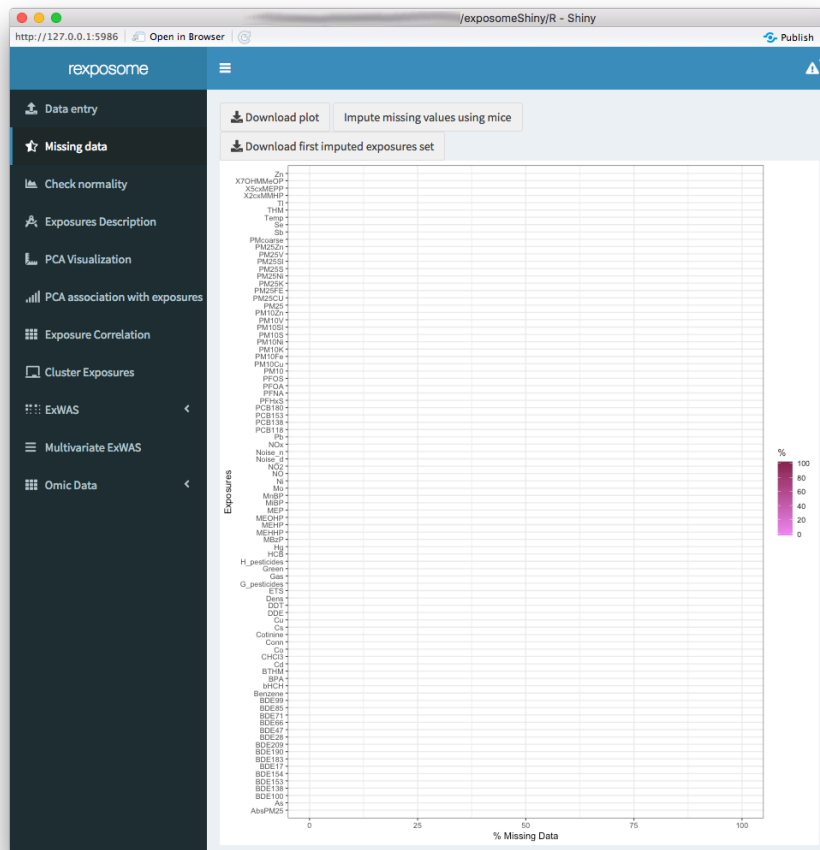 /exposomeShiny/R - Shiny
http://127.0.0.1:5986 Open in Browser Publish
rexposome
Data entry
Missing data
Check normality
Exposures Description
PCA Visualization
PCA association with exposures
Exposure Correlation
Cluster Exposures
ExWAS
Multivariate ExWAS
Omic Data
Download plot Impute missing values using mice
Download first imputed exposures set
Exposures
Zn
X7OHMMeOP
X5cxMEPP
X2cxMMHP
Tl
THM
Temp
Se
Sb
PMcoarse
PM25Zn
PM25V
PM25SI
PM25S
PM25Ni
PM25K
PM25FE
PM25CU
PM25
PM10Zn
PM10V
PM10SI
PM10S
PM10Ni
PM10K
PM10Fe
PM10Cu
PM10
PFOS
PFOA
PFNA
PFHxS
PCB180
PCB153
PCB138
PCB118
Pb
NOx
Noise_n
Noise_d
NO2
NO
Ni
Mo
MnBP
MiBP
MEP
MEOHP
MEHP
MEHHP
MBzP
Hg
HCB
H_pesticides
Green
Gas
G_pesticides
ETS
Dens
DDT
DDE
Cu
Cs
Cotinine
Conn
Co
CHCl3
Cd
BTHM
BPA
bHCH
Benzene
BDE99
BDE85
BDE71
BDE66
BDE47
BDE28
BDE209
BDE190
BDE183
BDE17
BDE154
BDE153
BDE138
BDE100
As
AbsPM25
0 25 50 75 100
% Missing Data
%
100
80
60
40
20
0